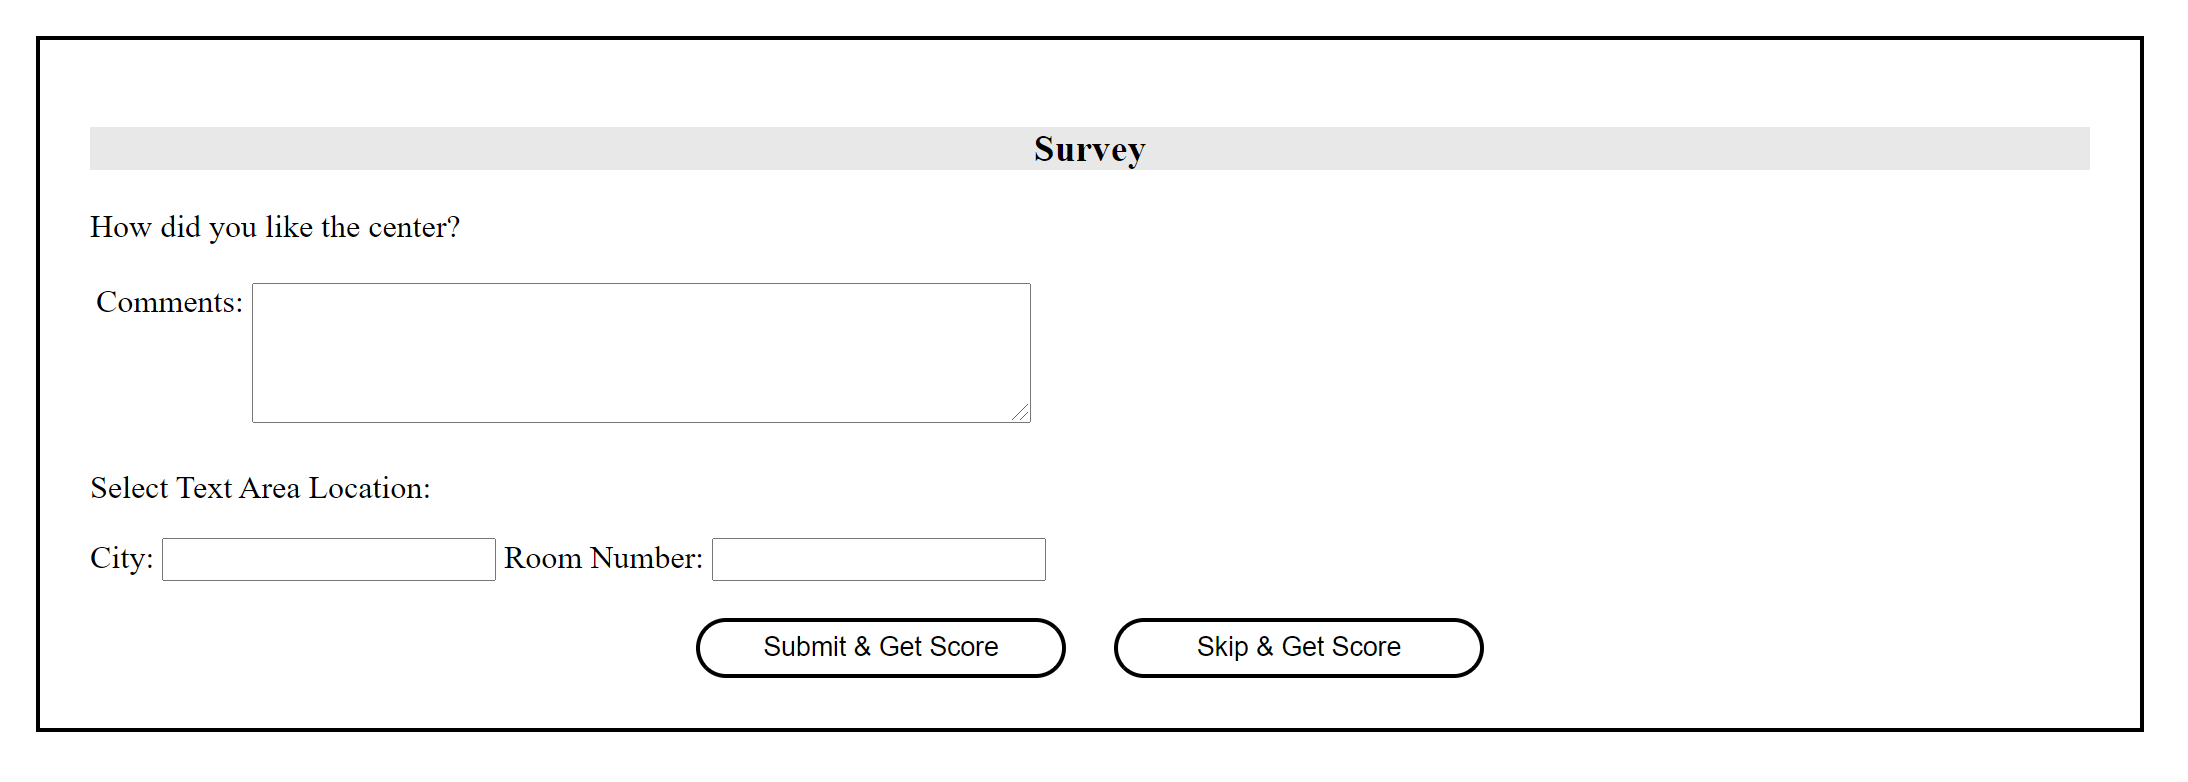 Survey
How did you like the center?
Comments:
Select Text Area Location:
City: Room Number:
Submit & Get Score Skip & Get Score